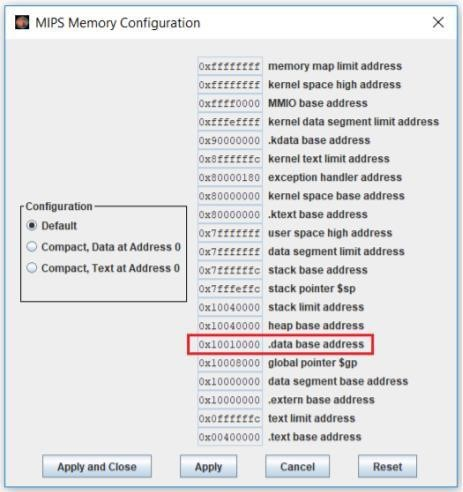 MIPS Memory Configuration
0xffffffff memory map limit address
0xffffffff kernel space high address
0xffff0000 MMIO base address
0xfffeffff kernel data segment limit address
0x90000000 .kdata base address
0x8ffffffc kernel text limit address
0x80000180 exception handler address
0x80000000 kernel space base address
0x80000000 .ktext base address
0x7fffffff user space high address
0x7fffffff data segment limit address
0x7ffffffc stack base address
0x7fffeffc stack pointer $sp
0x10040000 stack limit address
0x10040000 heap base address
0x10010000 .data base address
0x10008000 global pointer $gp
0x10000000 data segment base address
0x10000000 .extern base address
0x0ffffffc text limit address
0x00400000 .text base address
Configuration
Default
Compact, Data at Address 0
Compact, Text at Address 0
Apply and Close Apply Cancel Reset